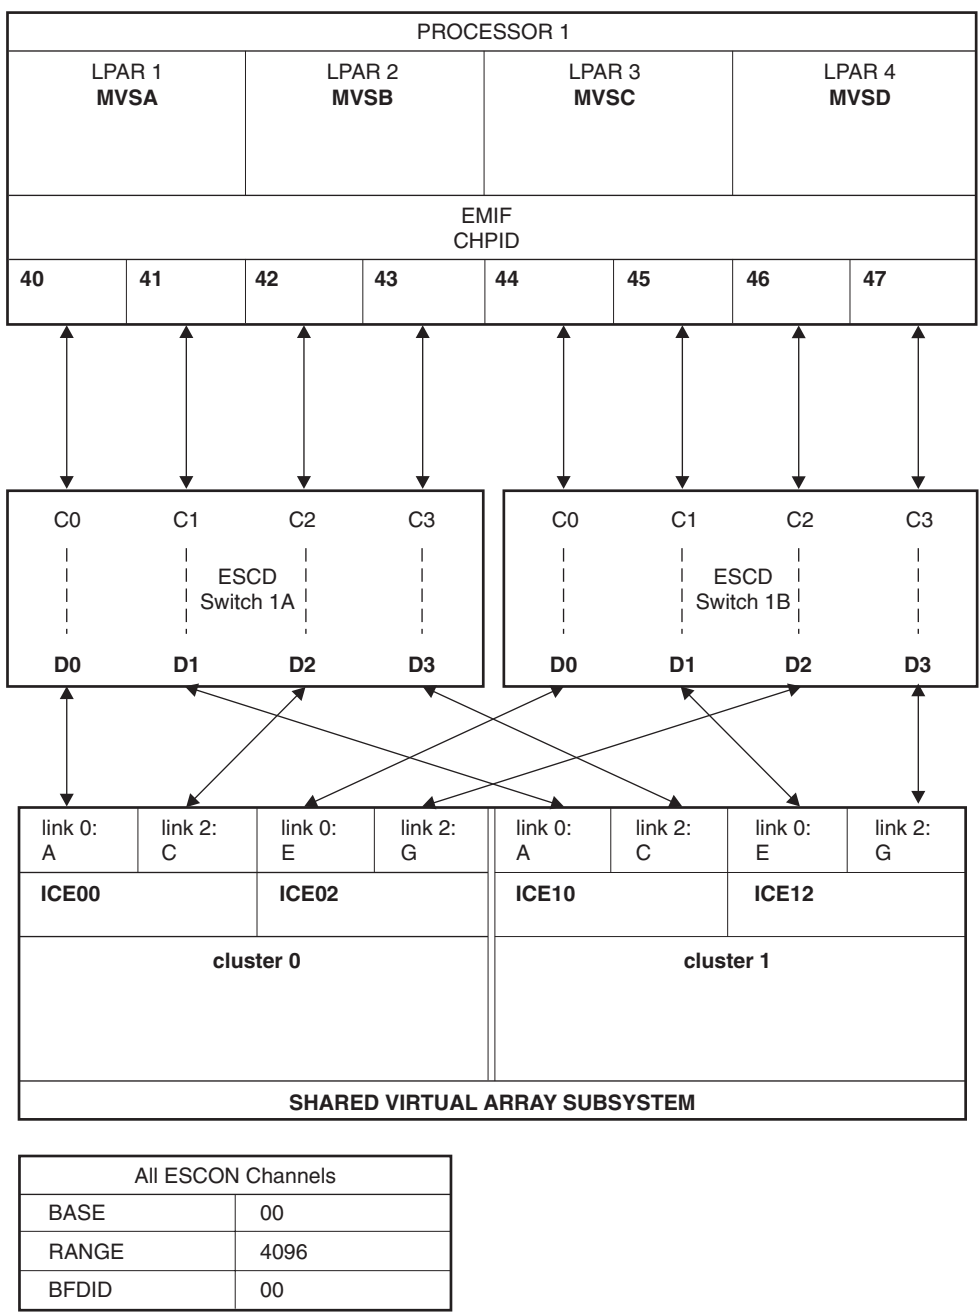 PROCESSOR 1
LPAR 1 LPAR 2 LPAR 3 LPAR 4
MVSA MVSB MVSC MVSD
EMIF
CHPID
40 41 42 43 44 45 46 47
C0 C1 C2 C3 C0 C1 C2 C3
ESCD ESCD
Switch 1A Switch 1B
D0 D1 D2 D3 D0 D1 D2 D3
link 0: link 2: link 0: link 2: link 0: link 2: link 0: link 2:
A C E G A C E G
ICE00 ICE02 ICE10 ICE12
cluster 0 cluster 1
SHARED VIRTUAL ARRAY SUBSYSTEM
All ESCON Channels
BASE 00
RANGE 4096
BFDID 00